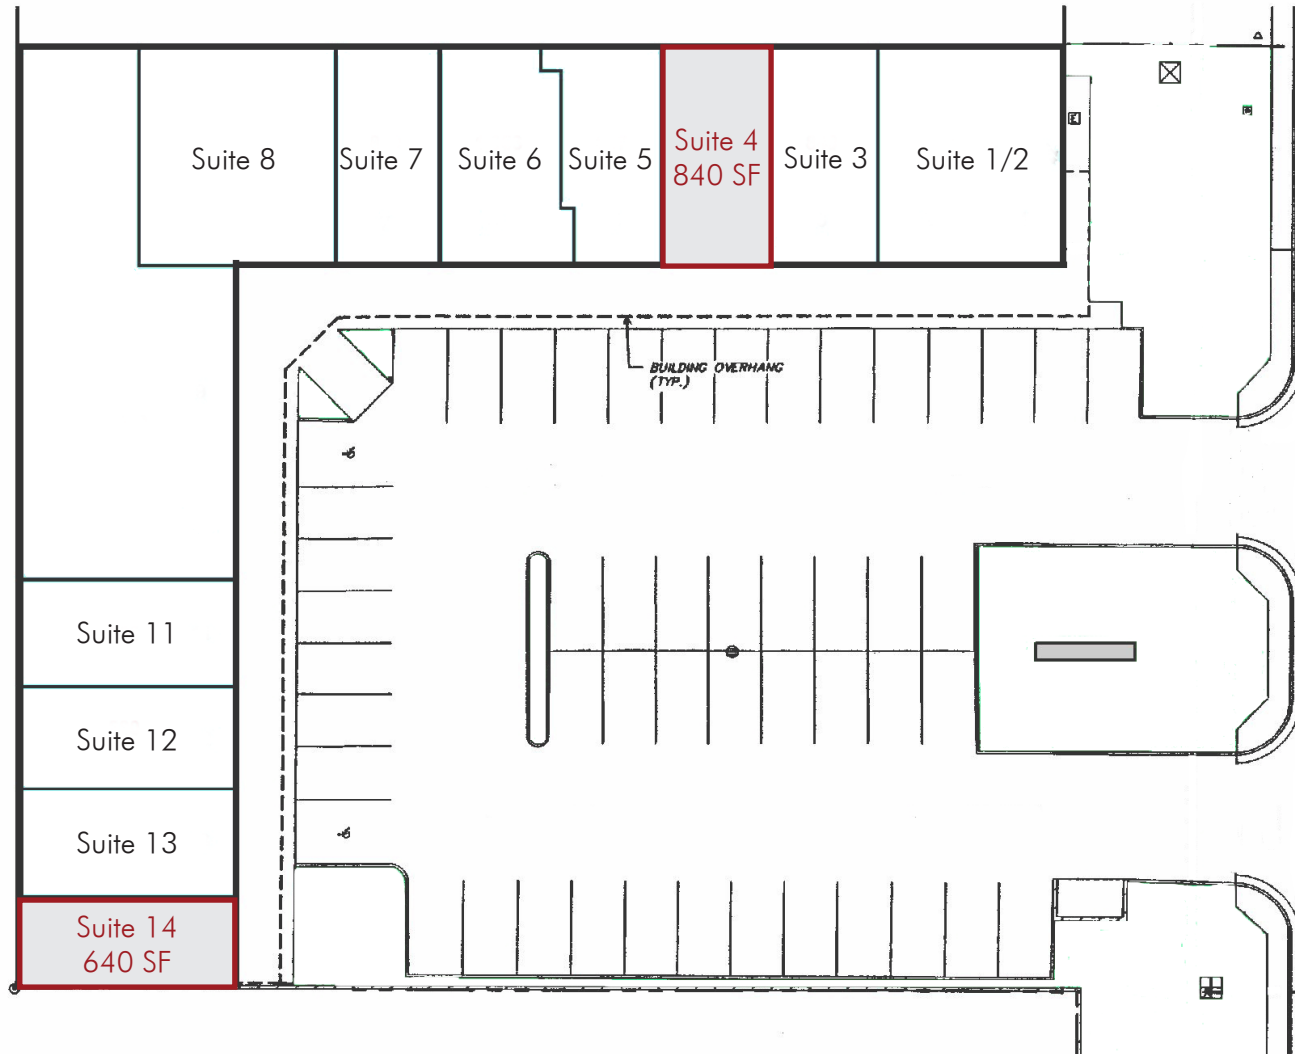 Suite 8
Suite 7
Suite 6
Suite 5
Suite 4
840 SF
Suite 3
Suite 1/2
BUILDING OVERHANG
(TYP.)
Suite 11
Suite 12
Suite 13
Suite 14
640 SF